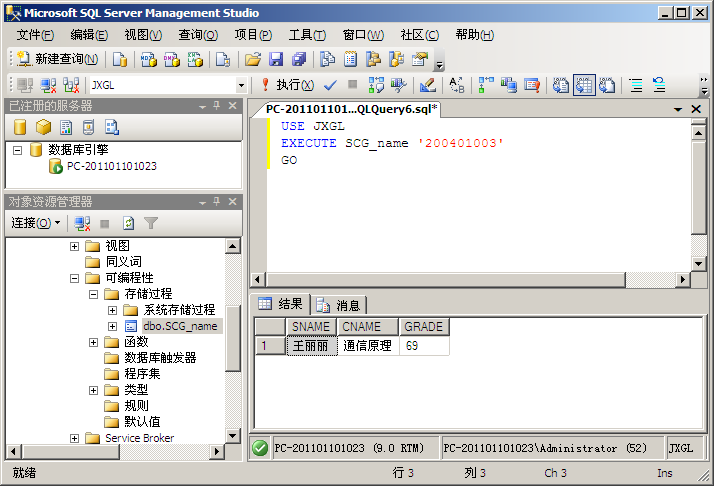 Microsoft SQL Server Management Studio
文件(F) 编辑(E) 视图(V) 查询(Q) 项目(P) 工具(T) 窗口(W) 社区(C) 帮助(H)
新建查询(N)
JXGL 执行(X)
已注册的服务器
数据库引擎
PC-201101101023
对象资源管理器
连接(O)
视图
同义词
可编程性
存储过程
系统存储过程
dbo.SCG_name
函数
数据库触发器
程序集
类型
规则
默认值
Service Broker
PC-201101101...QLQuery6.sql*
USE JXGL
EXECUTE SCG_name '200401003'
GO
结果 消息
SNAME CNAME GRADE
1 王丽丽 通信原理 69
PC-201101101023 (9.0 RTM) PC-201101101023\Administrator (52) JXGL
就绪 行 3 列 3 Ch 3 Ins